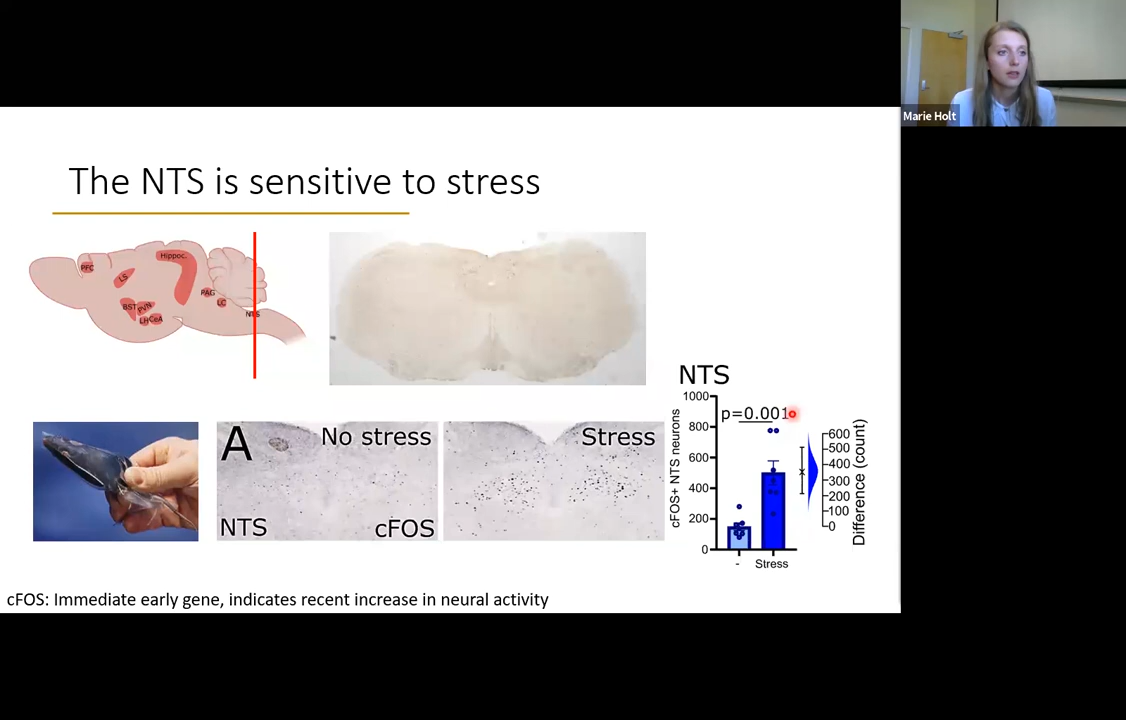 Marie Holt
The NTS is sensitive to stress
PFC
LS
Hippoc.
BST
PVN
LH
CeA
PAG
LC
NTS
A
No stress
NTS
cFOS
Stress
NTS
cFOS+ NTS neurons
1000
800
600
400
200
0
p=0.001
-
Stress
600
500
400
300
200
100
0
Difference (count)
cFOS: Immediate early gene, indicates recent increase in neural activity